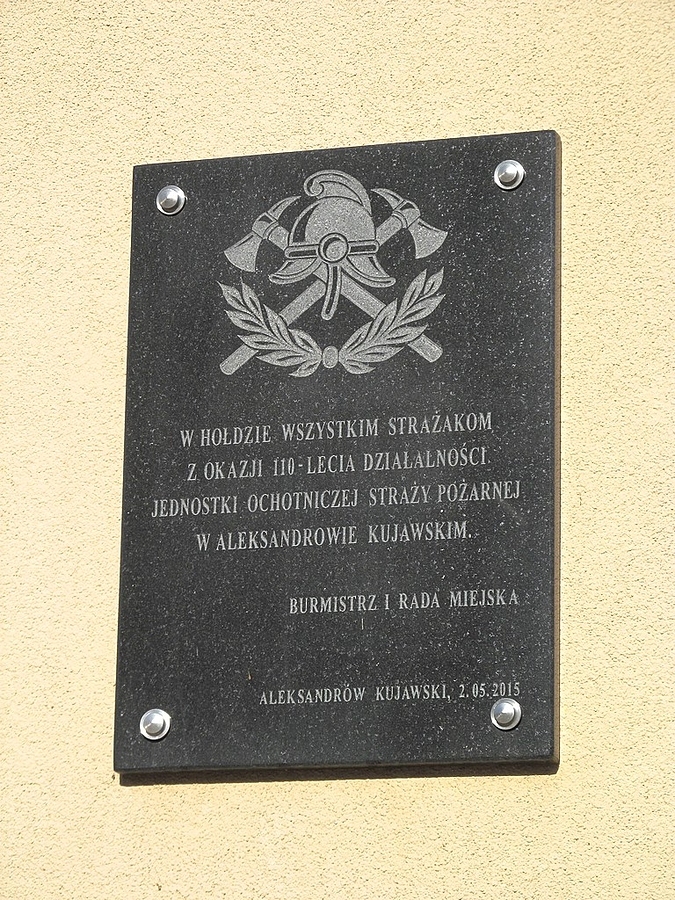 W HOŁDZIE WSZYSTKIM STRAŻAKOM
Z OKAZJI 110-LECIA DZIAŁALNOŚCI
JEDNOSTKI OCHOTNICZEJ STRAŻY POŻARNEJ
W ALEKSANDROWIE KUJAWSKIM.
BURMISTRZ I RADA MIEJSKA
ALEKSANDRÓW KUJAWSKI, 2.05.2015